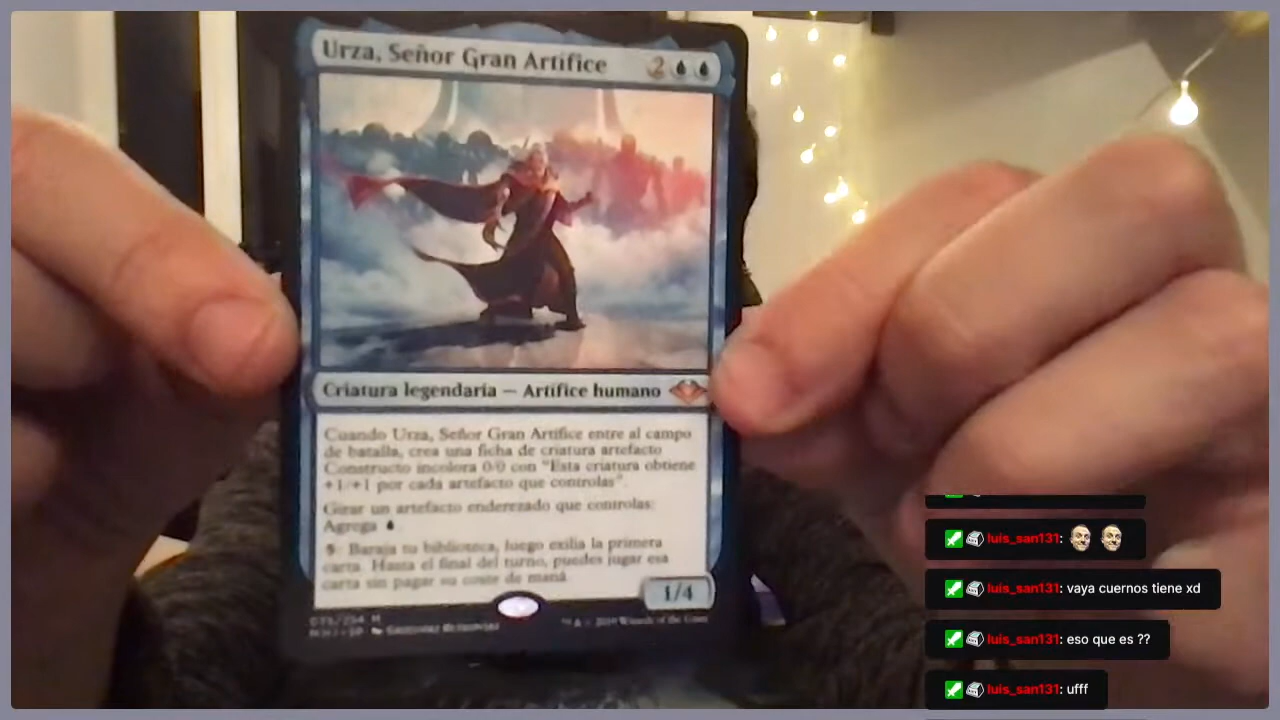 Urza, Señor Gran Artífice 2
Criatura legendaria — Artífice humano
Cuando Urza, Señor Gran Artífice entre al campo
de batalla, crea una ficha de criatura artefacto
Constructo incolora 0/0 con "Esta criatura obtiene
+1/+1 por cada artefacto que controlas".
Girar un artefacto enderezado que controlas:
Agrega
5: Baraja tu biblioteca, luego exilia la primera
carta. Hasta el final del turno, puedes jugar esa
carta sin pagar su coste de maná.
1/4
luis_san131:
luis_san131: vaya cuernos tiene xd
luis_san131: eso que es ??
luis_san131: ufff